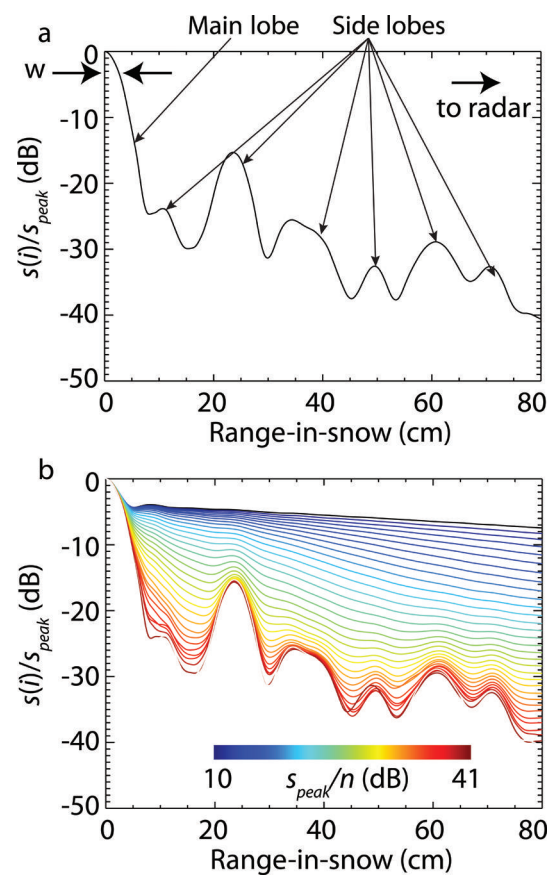 a
Main lobe
Side lobes
w
to radar
0
-10
-20
-30
-40
-50
s(i)/s_peak (dB)
0 20 40 60 80
Range-in-snow (cm)
b
0
-10
-20
-30
-40
-50
s(i)/s_peak (dB)
10 s_peak/n (dB) 41
0 20 40 60 80
Range-in-snow (cm)